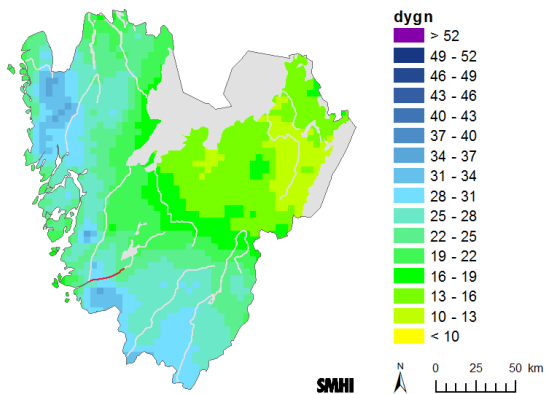 dygn
> 52
49 - 52
46 - 49
43 - 46
40 - 43
37 - 40
34 - 37
31 - 34
28 - 31
25 - 28
22 - 25
19 - 22
16 - 19
13 - 16
10 - 13
< 10
SMHI
N
0 25 50 km